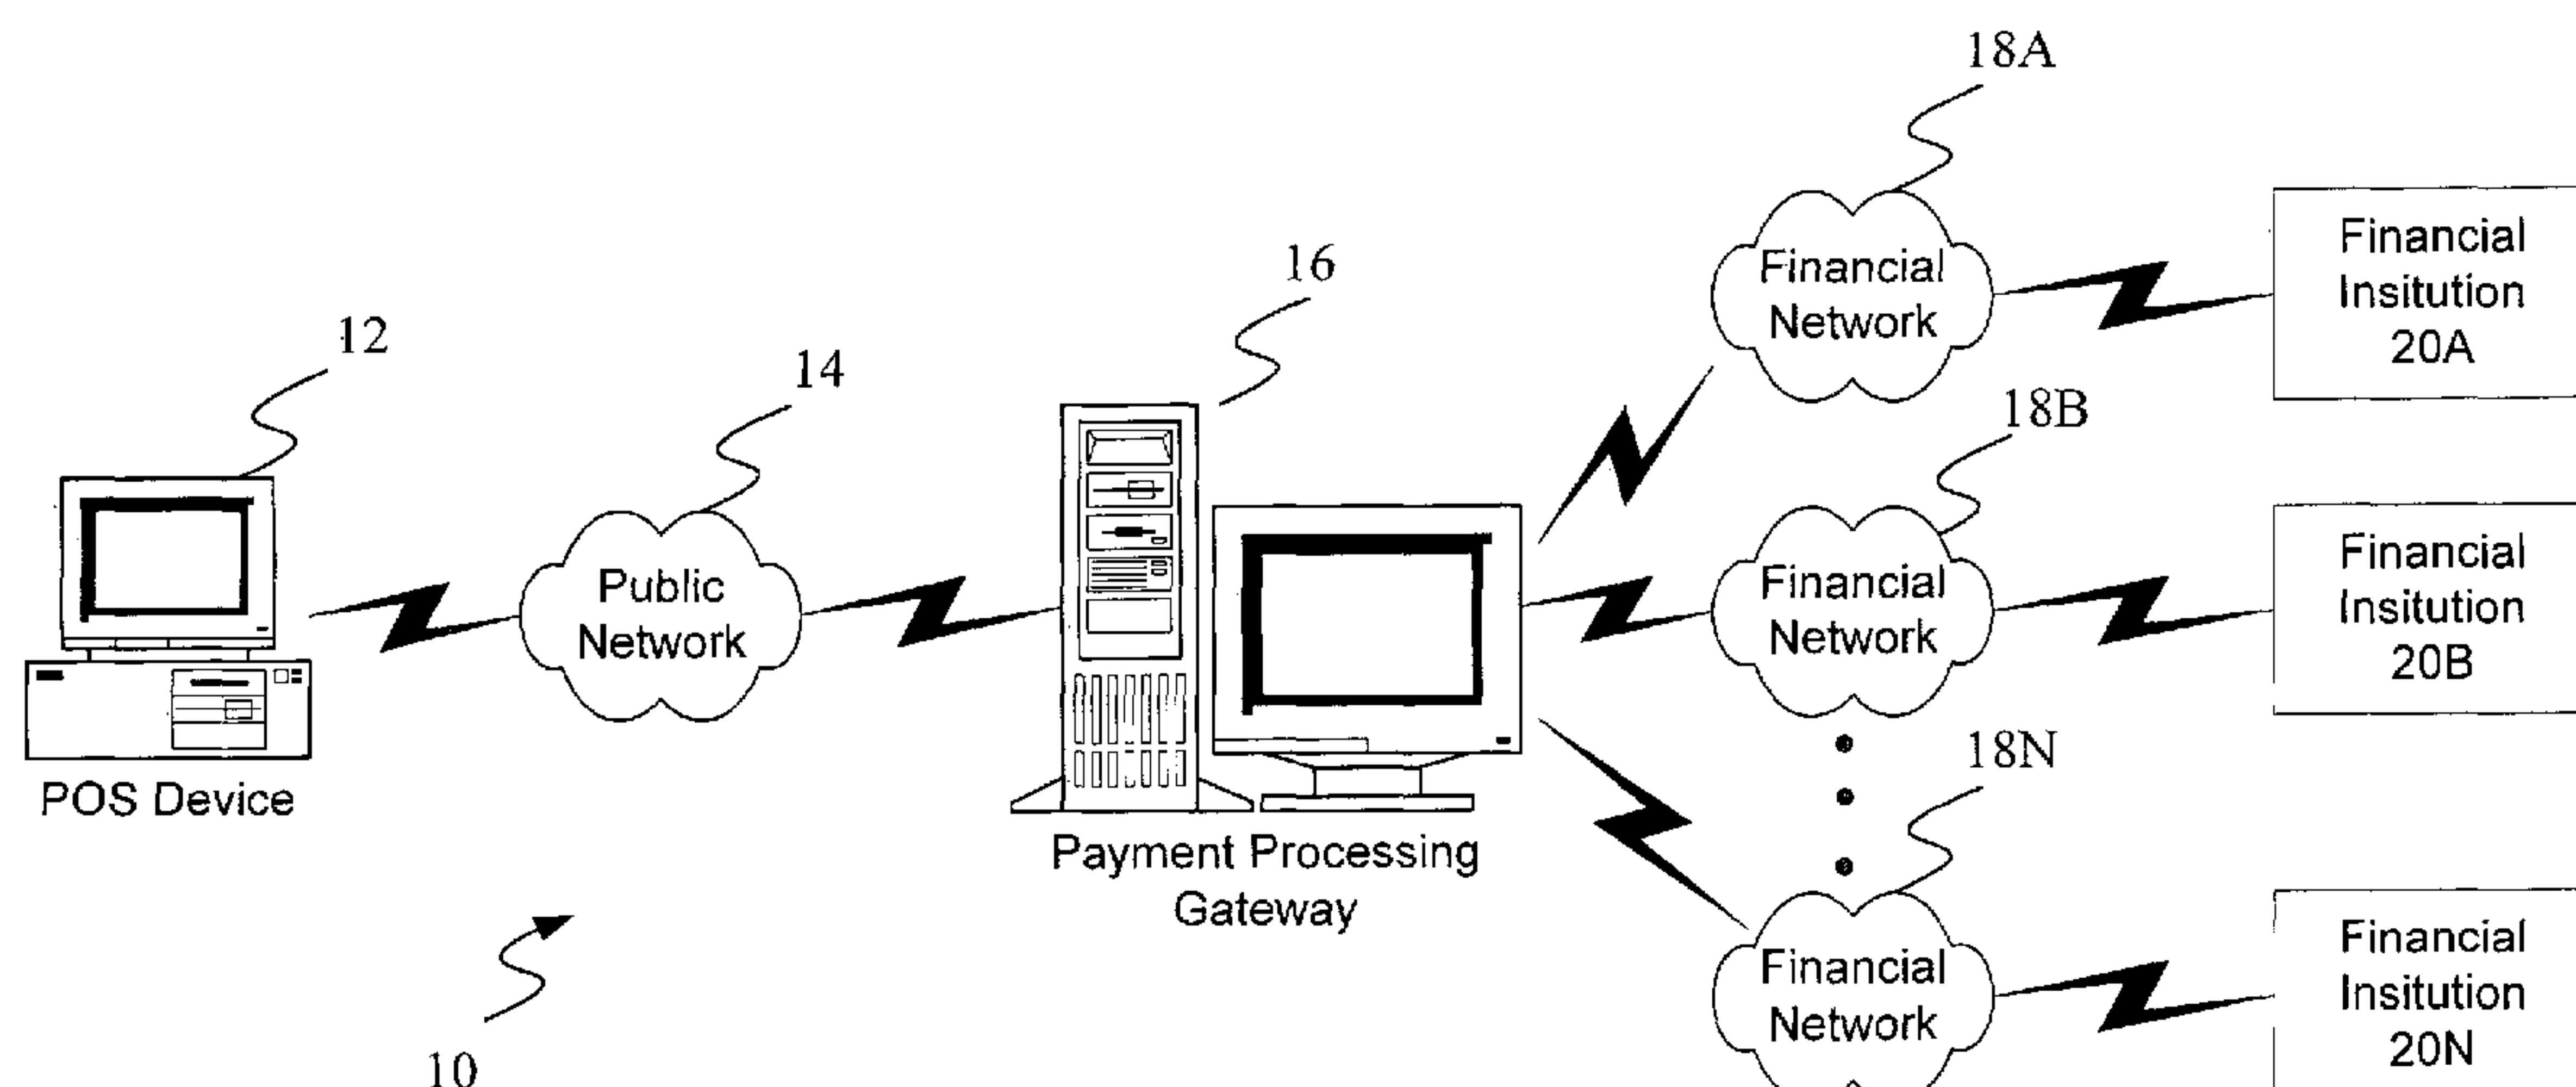 18A
Financial
Network
Financial
Insitution
20A
16
12
14
18B
Public
Network
Financial
Network
Financial
Insitution
20B
POS Device
Payment Processing
Gateway
18N
Financial
Network
Financial
Insitution
20N
10